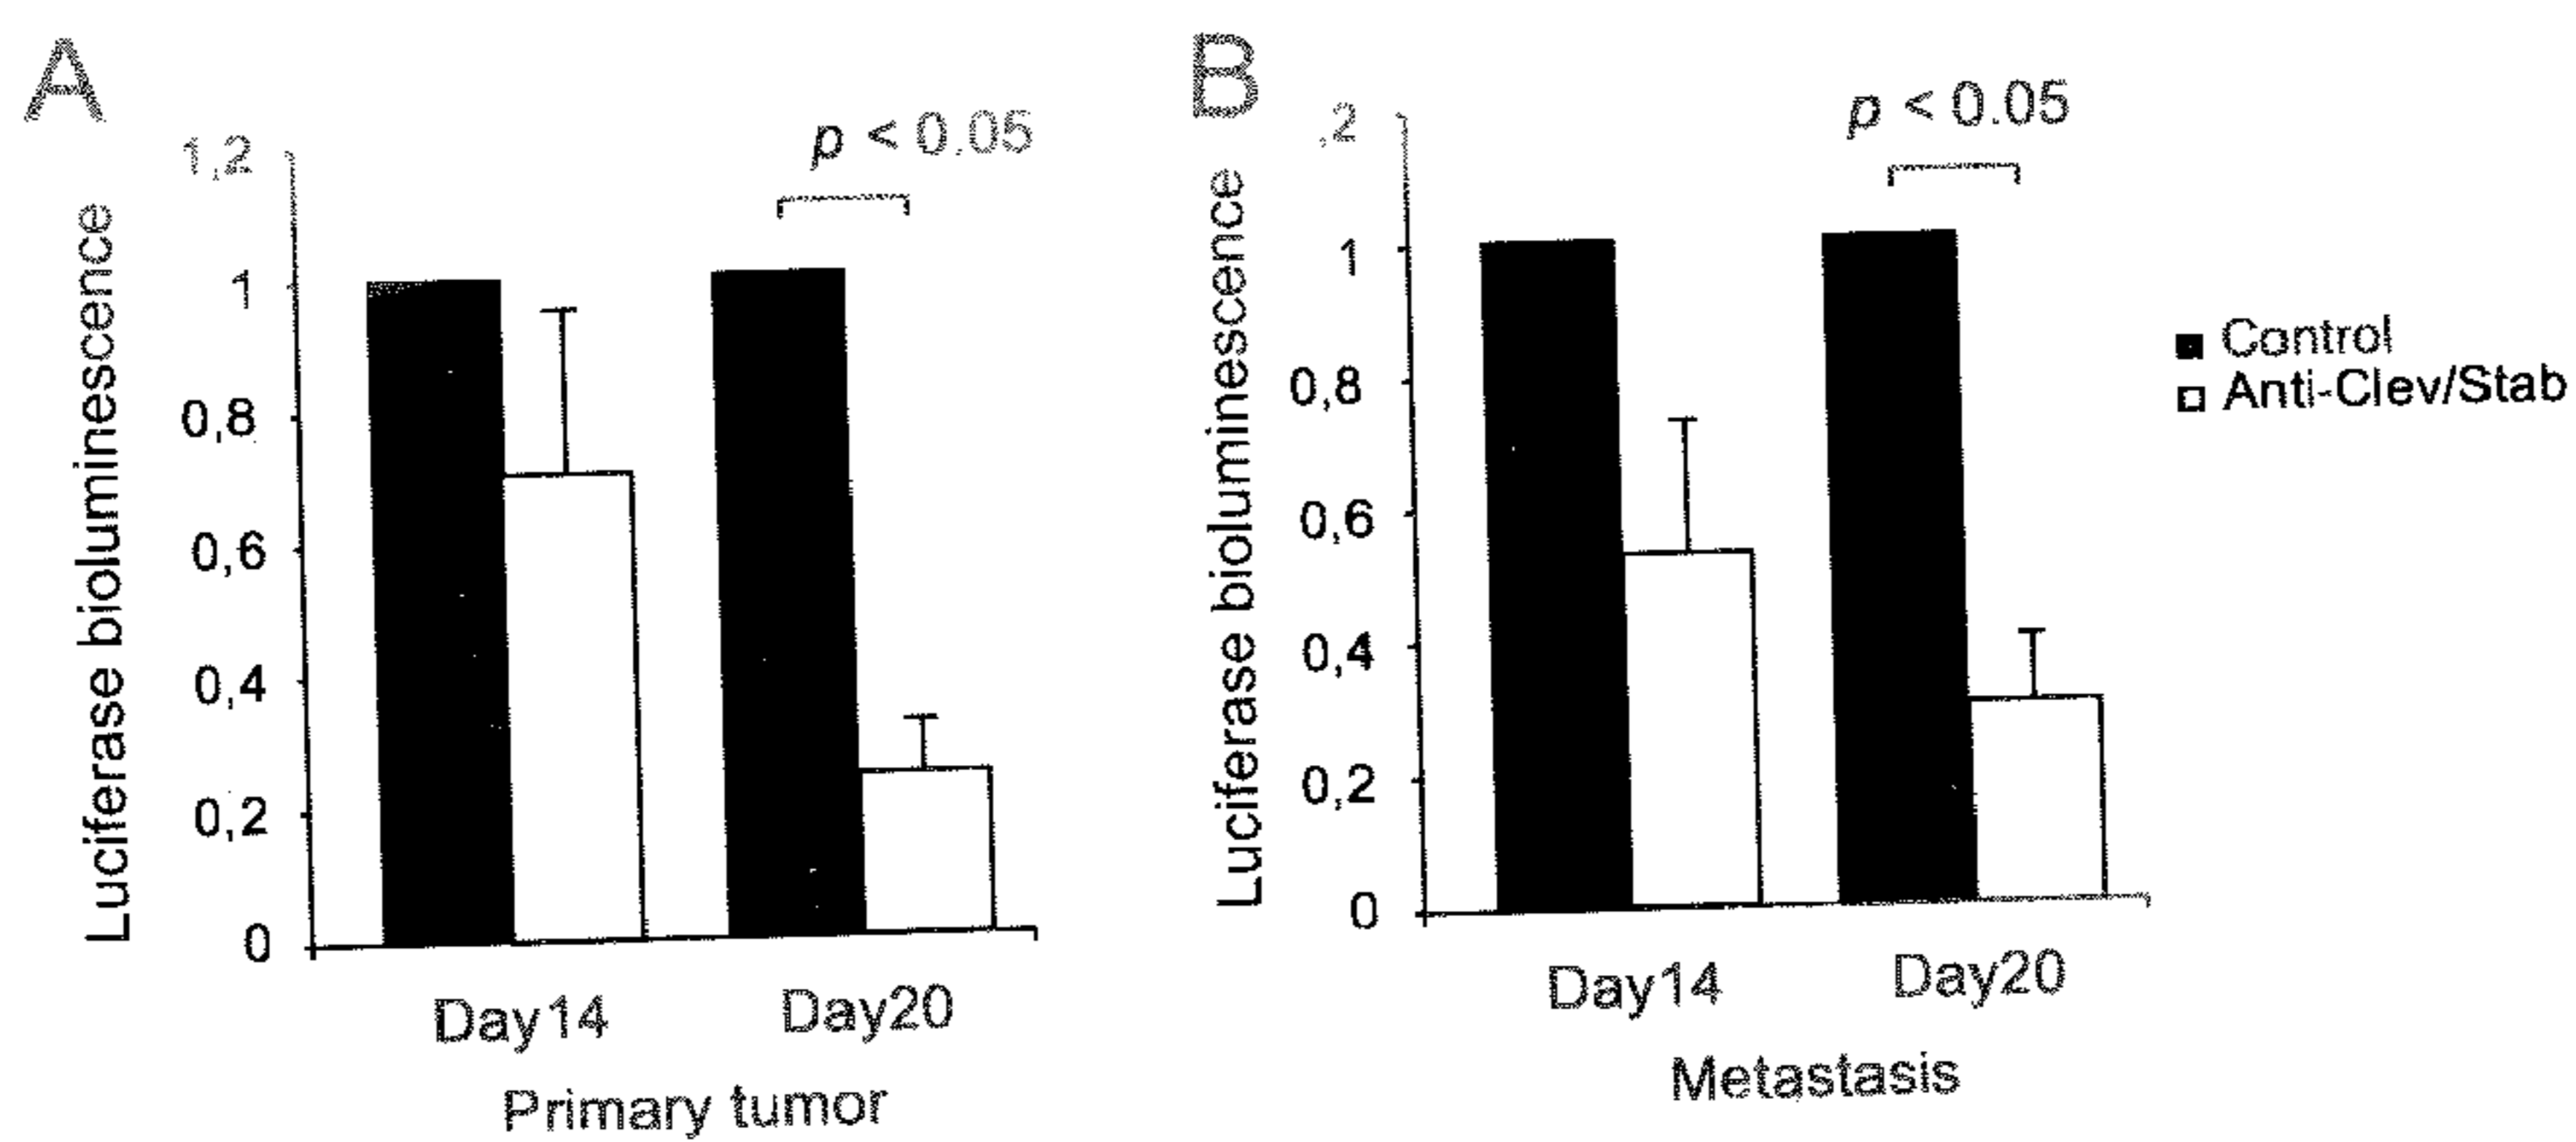 A
p < 0.05
1,2
1
0,8
0,6
0,4
0,2
0
Luciferase bioluminescence
Day14
Day20
Primary tumor
B
p < 0.05
,2
1
0,8
0,6
0,4
0,2
0
Luciferase bioluminescence
Day14
Day20
Metastasis
Control
Anti-Clev/Stab